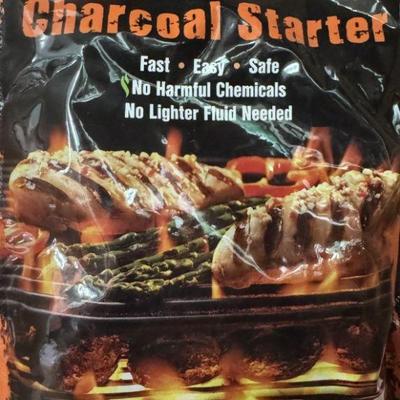 Charcoal Starter
Fast • Easy • Safe
No Harmful Chemicals
No Lighter Fluid Needed